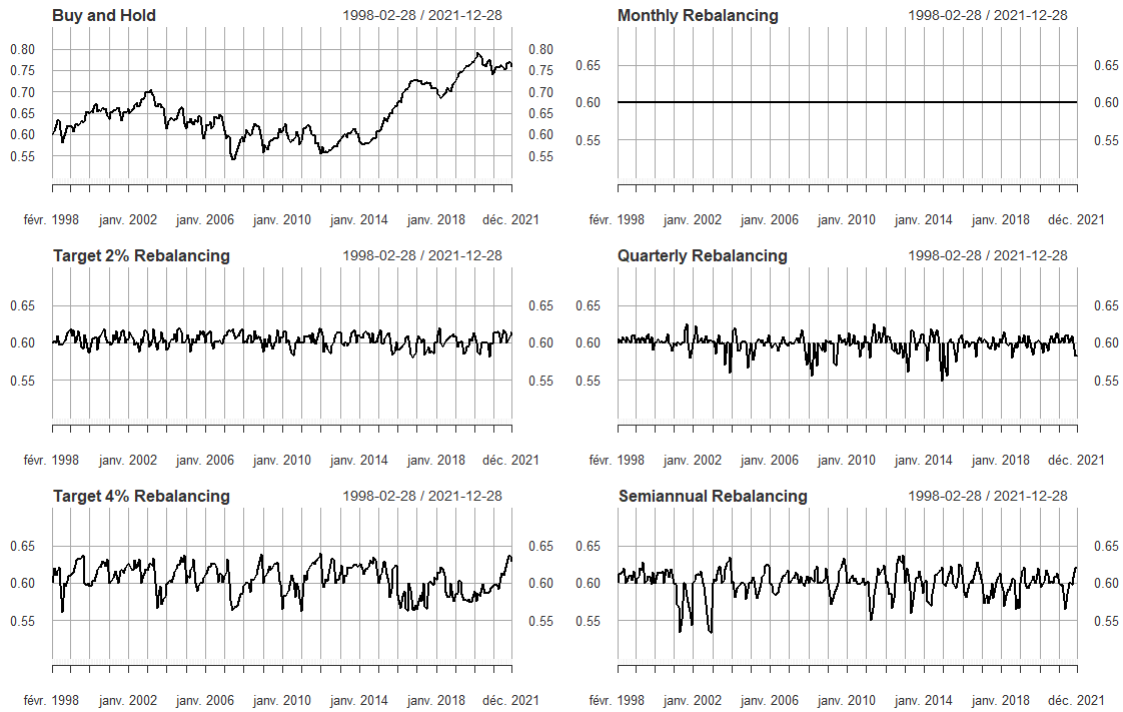 Buy and Hold 1998-02-28 / 2021-12-28
0.80 0.80
0.75 0.75
0.70 0.70
0.65 0.65
0.60 0.60
0.55 0.55
févr. 1998 janv. 2002 janv. 2006 janv. 2010 janv. 2014 janv. 2018 déc. 2021
Monthly Rebalancing 1998-02-28 / 2021-12-28
0.65 0.65
0.60 0.60
0.55 0.55
févr. 1998 janv. 2002 janv. 2006 janv. 2010 janv. 2014 janv. 2018 déc. 2021
Target 2% Rebalancing 1998-02-28 / 2021-12-28
0.65 0.65
0.60 0.60
0.55 0.55
févr. 1998 janv. 2002 janv. 2006 janv. 2010 janv. 2014 janv. 2018 déc. 2021
Quarterly Rebalancing 1998-02-28 / 2021-12-28
0.65 0.65
0.60 0.60
0.55 0.55
févr. 1998 janv. 2002 janv. 2006 janv. 2010 janv. 2014 janv. 2018 déc. 2021
Target 4% Rebalancing 1998-02-28 / 2021-12-28
0.65 0.65
0.60 0.60
0.55 0.55
févr. 1998 janv. 2002 janv. 2006 janv. 2010 janv. 2014 janv. 2018 déc. 2021
Semiannual Rebalancing 1998-02-28 / 2021-12-28
0.65 0.65
0.60 0.60
0.55 0.55
févr. 1998 janv. 2002 janv. 2006 janv. 2010 janv. 2014 janv. 2018 déc. 2021